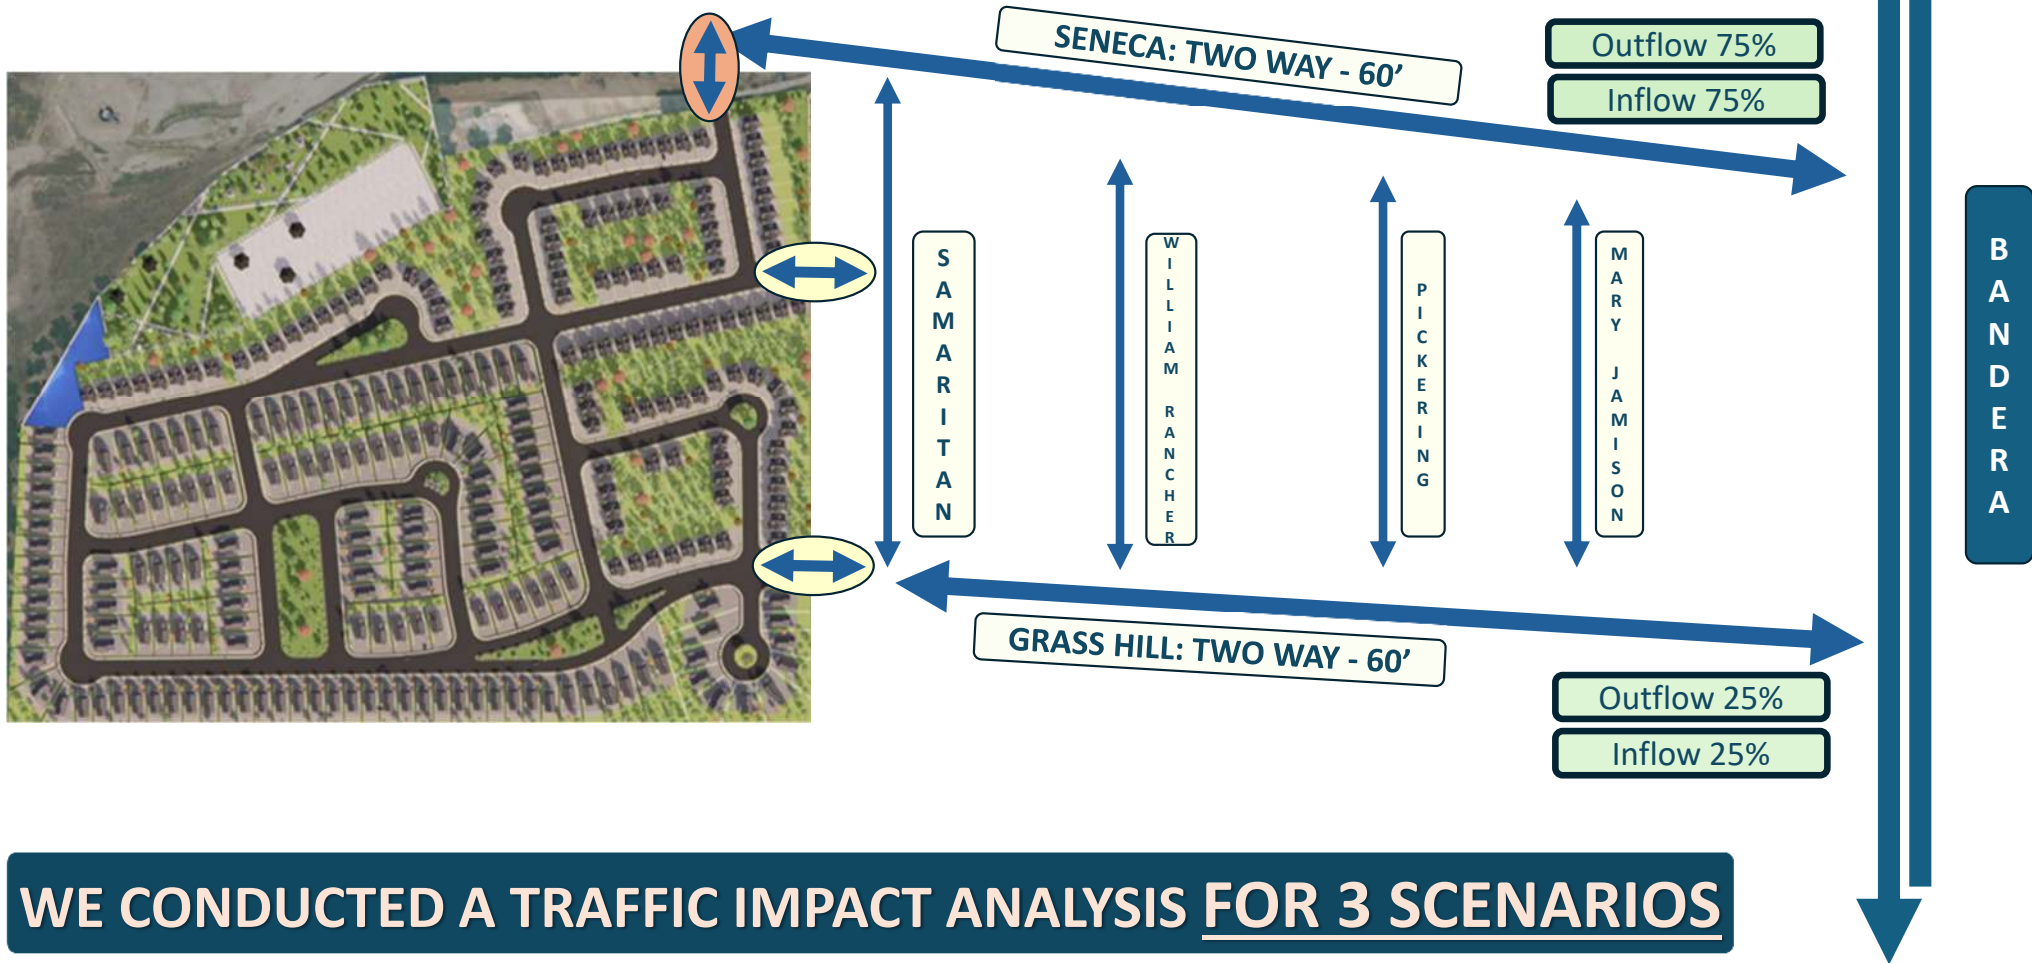 SENECA: TWO WAY - 60’
Outflow 75%
Inflow 75%
SAMARITAN
WILLIAM RANCHER
PICKERING
MARY JAMISON
BANDERA
GRASS HILL: TWO WAY - 60’
Outflow 25%
Inflow 25%
WE CONDUCTED A TRAFFIC IMPACT ANALYSIS FOR 3 SCENARIOS